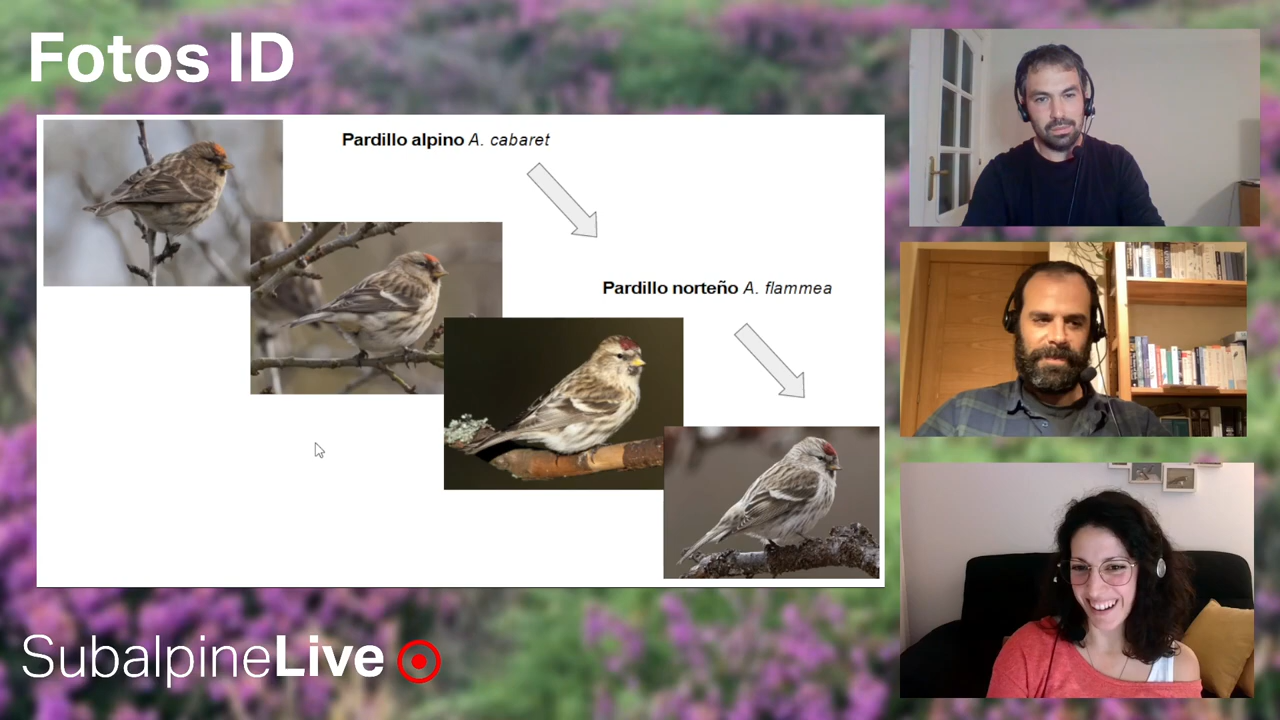 Fotos ID
Pardillo alpino A. cabaret
Pardillo norteño A. flammea
SubalpineLive